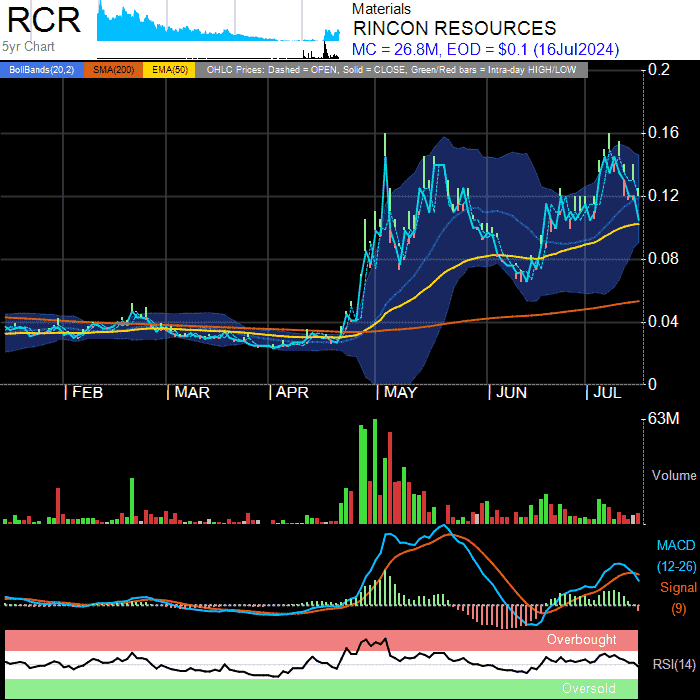 RCR
5yr Chart
Materials
RINCON RESOURCES
MC = 26.8M, EOD = $0.1 (16Jul2024)
BollBands(20,2) SMA(200) EMA(50) OHLC Prices: Dashed = OPEN, Solid = CLOSE, Green/Red bars = Intra-day HIGH/LOW
0.2
0.16
0.12
0.08
0.04
0
| FEB | MAR | APR | MAY | JUN | JUL
63M
Volume
MACD
(12-26)
Signal
(9)
Overbought
RSI(14)
Oversold